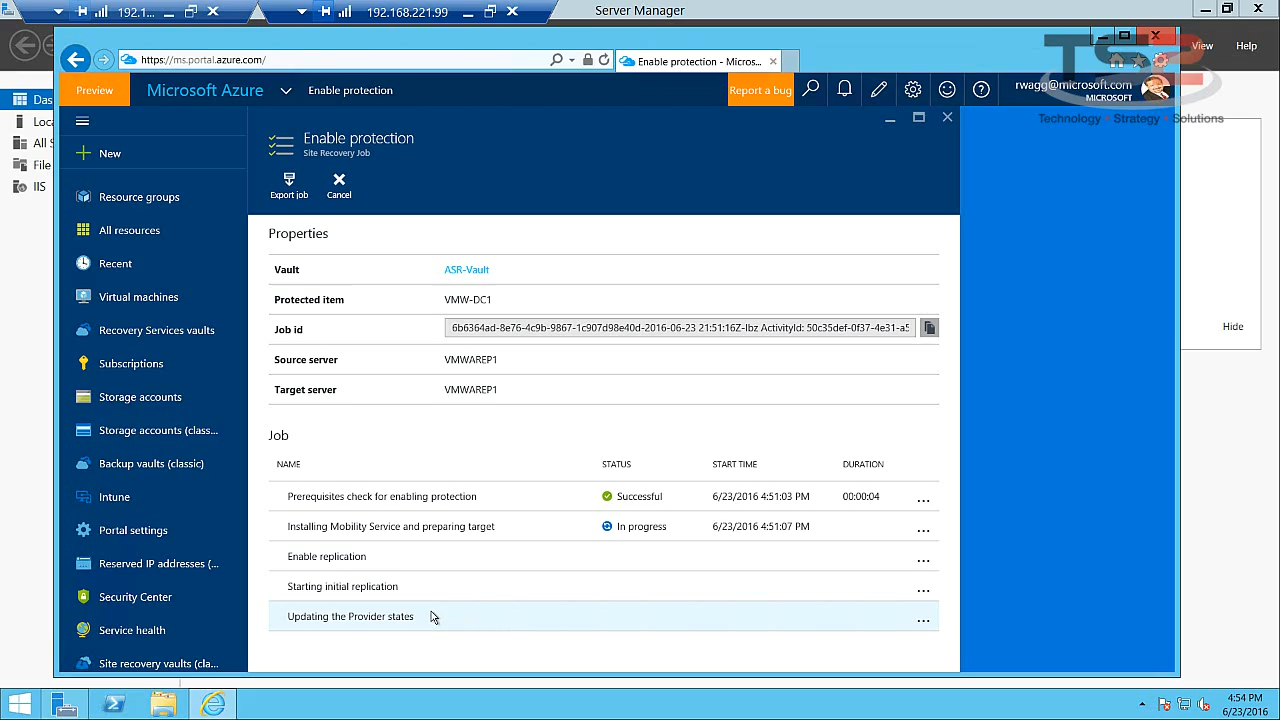 192.1...
192.168.221.99
Server Manager
https://ms.portal.azure.com/
Enable protection - Micros...
View
Help
TS2
Technology • Strategy • Solutions
Preview
Microsoft Azure
Enable protection
Report a bug
rwagg@microsoft.com
MICROSOFT
Das
Loca
All S
File
IIS
New
Resource groups
All resources
Recent
Virtual machines
Recovery Services vaults
Subscriptions
Storage accounts
Storage accounts (classic...
Backup vaults (classic)
Intune
Portal settings
Reserved IP addresses (...
Security Center
Service health
Site recovery vaults (cla...
Enable protection
Site Recovery Job
Export job
Cancel
Properties
Vault ASR-Vault
Protected item VMW-DC1
Job id 6b6364ad-8e76-4c9b-9867-1c907d98e40d-2016-06-23 21:51:16Z-Ibz ActivityId: 50c35def-0f37-4e31-a5
Source server VMWAREP1
Target server VMWAREP1
Hide
Job
NAME STATUS START TIME DURATION
Prerequisites check for enabling protection Successful 6/23/2016 4:51:03 PM 00:00:04 ...
Installing Mobility Service and preparing target In progress 6/23/2016 4:51:07 PM ...
Enable replication ...
Starting initial replication ...
Updating the Provider states ...
4:54 PM
6/23/2016